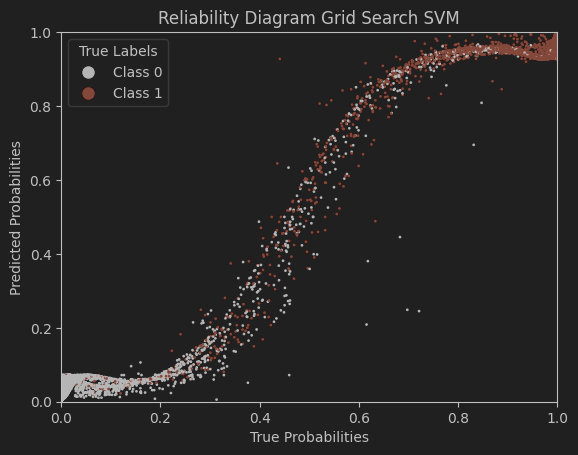 Reliability Diagram Grid Search SVM
1.0
0.8
0.6
0.4
0.2
0.0
Predicted Probabilities
True Labels
Class 0
Class 1
0.0 0.2 0.4 0.6 0.8 1.0
True Probabilities